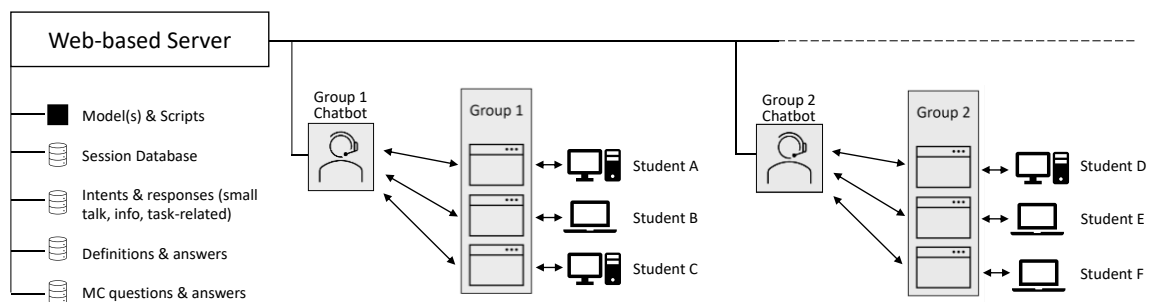 Web-based Server
Model(s) & Scripts
Session Database
Intents & responses (small
talk, info, task-related)
Definitions & answers
MC questions & answers
Group 1
Chatbot
Group 1
Student A
Student B
Student C
Group 2
Chatbot
Group 2
Student D
Student E
Student F